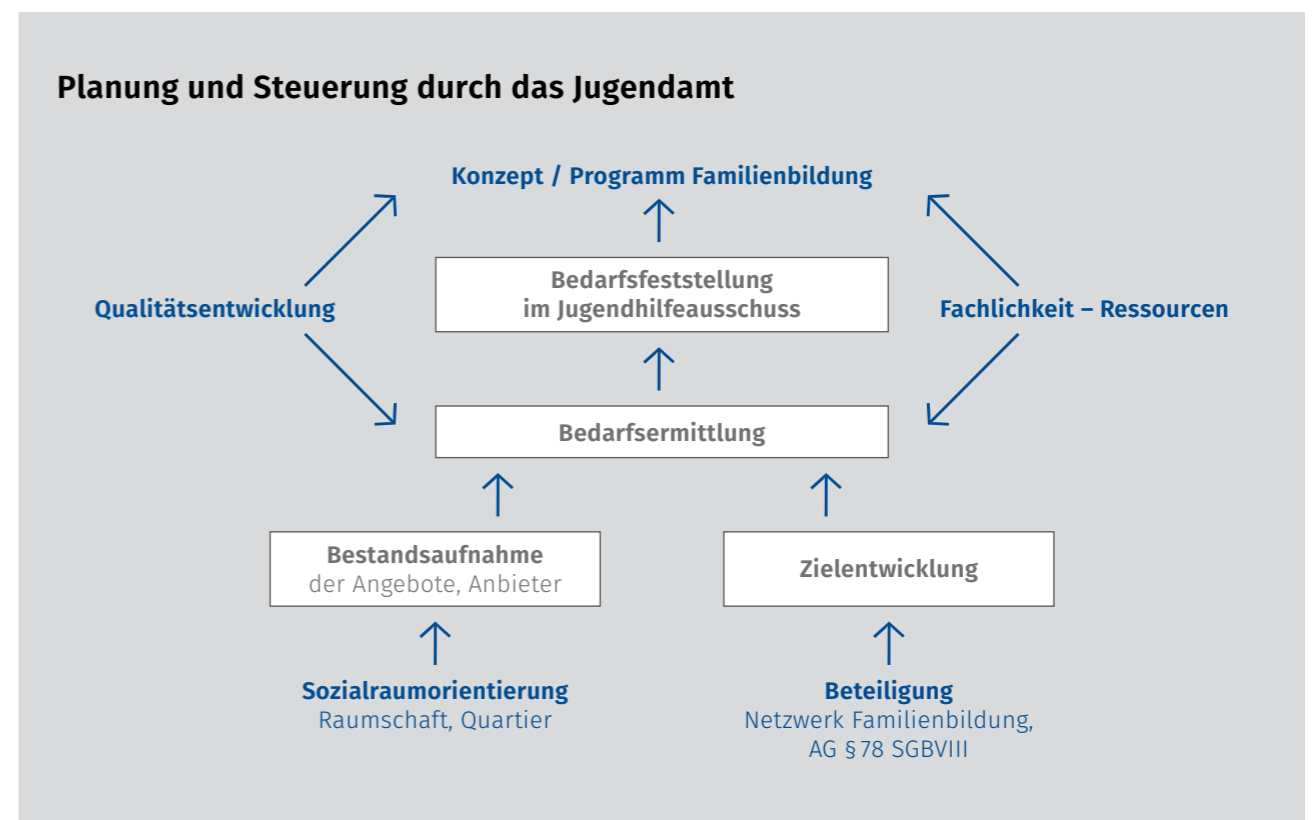 Planung und Steuerung durch das Jugendamt
Konzept / Programm Familienbildung
Bedarfsfeststellung
im Jugendhilfeausschuss
Qualitätsentwicklung
Fachlichkeit – Ressourcen
Bedarfsermittlung
Bestandsaufnahme
der Angebote, Anbieter
Zielentwicklung
Sozialraumorientierung
Raumschaft, Quartier
Beteiligung
Netzwerk Familienbildung,
AG § 78 SGBVIII